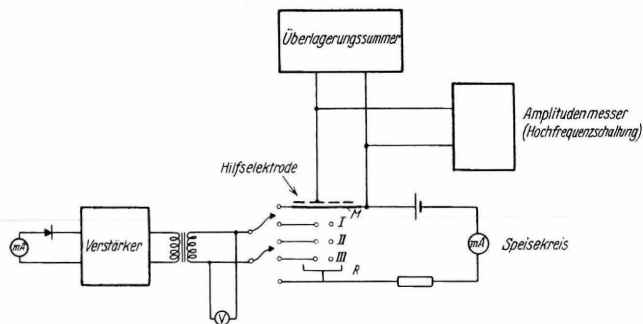 Überlagerungssummer
Amplitudenmesser
(Hochfrequenzschaltung)
Hilfselektrode
M
I
II
III
R
mA
Verstärker
V
mA
Speisekreis